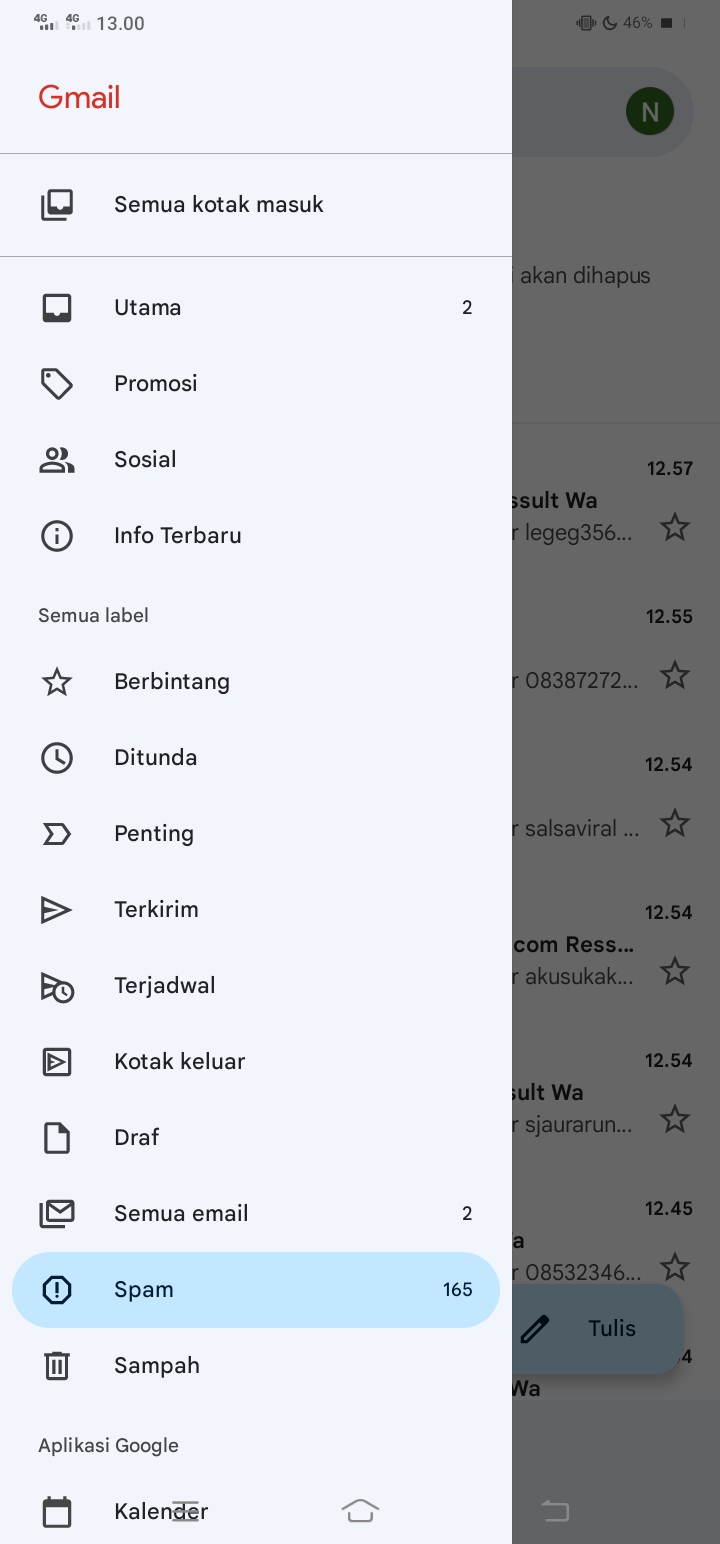 4G 4G 13.00 46%
Gmail
N
Semua kotak masuk
akan dihapus
Utama 2
Promosi
Sosial
12.57
ssult Wa
Info Terbaru
r legeg356...
Semua label
12.55
Berbintang
r 08387272...
Ditunda
12.54
Penting
r salsaviral ...
Terkirim
12.54
com Ress...
Terjadwal
r akusukak...
Kotak keluar
12.54
sult Wa
Draf
r sjaurarun...
Semua email 2
12.45
a
r 08532346...
Spam 165
Tulis
Sampah
4
Wa
Aplikasi Google
Kalender